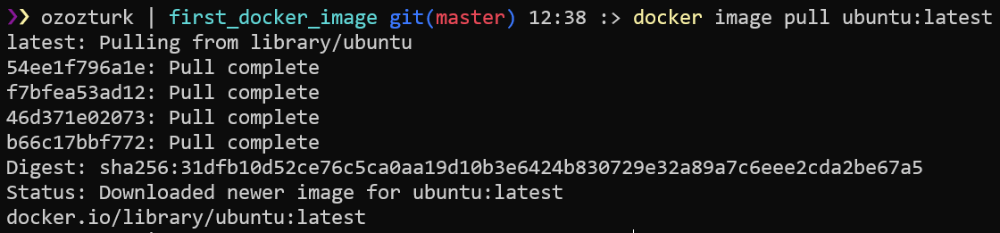 ❯❯ ozozturk | first_docker_image git(master) 12:38 :> docker image pull ubuntu:latest
latest: Pulling from library/ubuntu
54ee1f796a1e: Pull complete
f7bfea53ad12: Pull complete
46d371e02073: Pull complete
b66c17bbf772: Pull complete
Digest: sha256:31dfb10d52ce76c5ca0aa19d10b3e6424b830729e32a89a7c6eee2cda2be67a5
Status: Downloaded newer image for ubuntu:latest
docker.io/library/ubuntu:latest